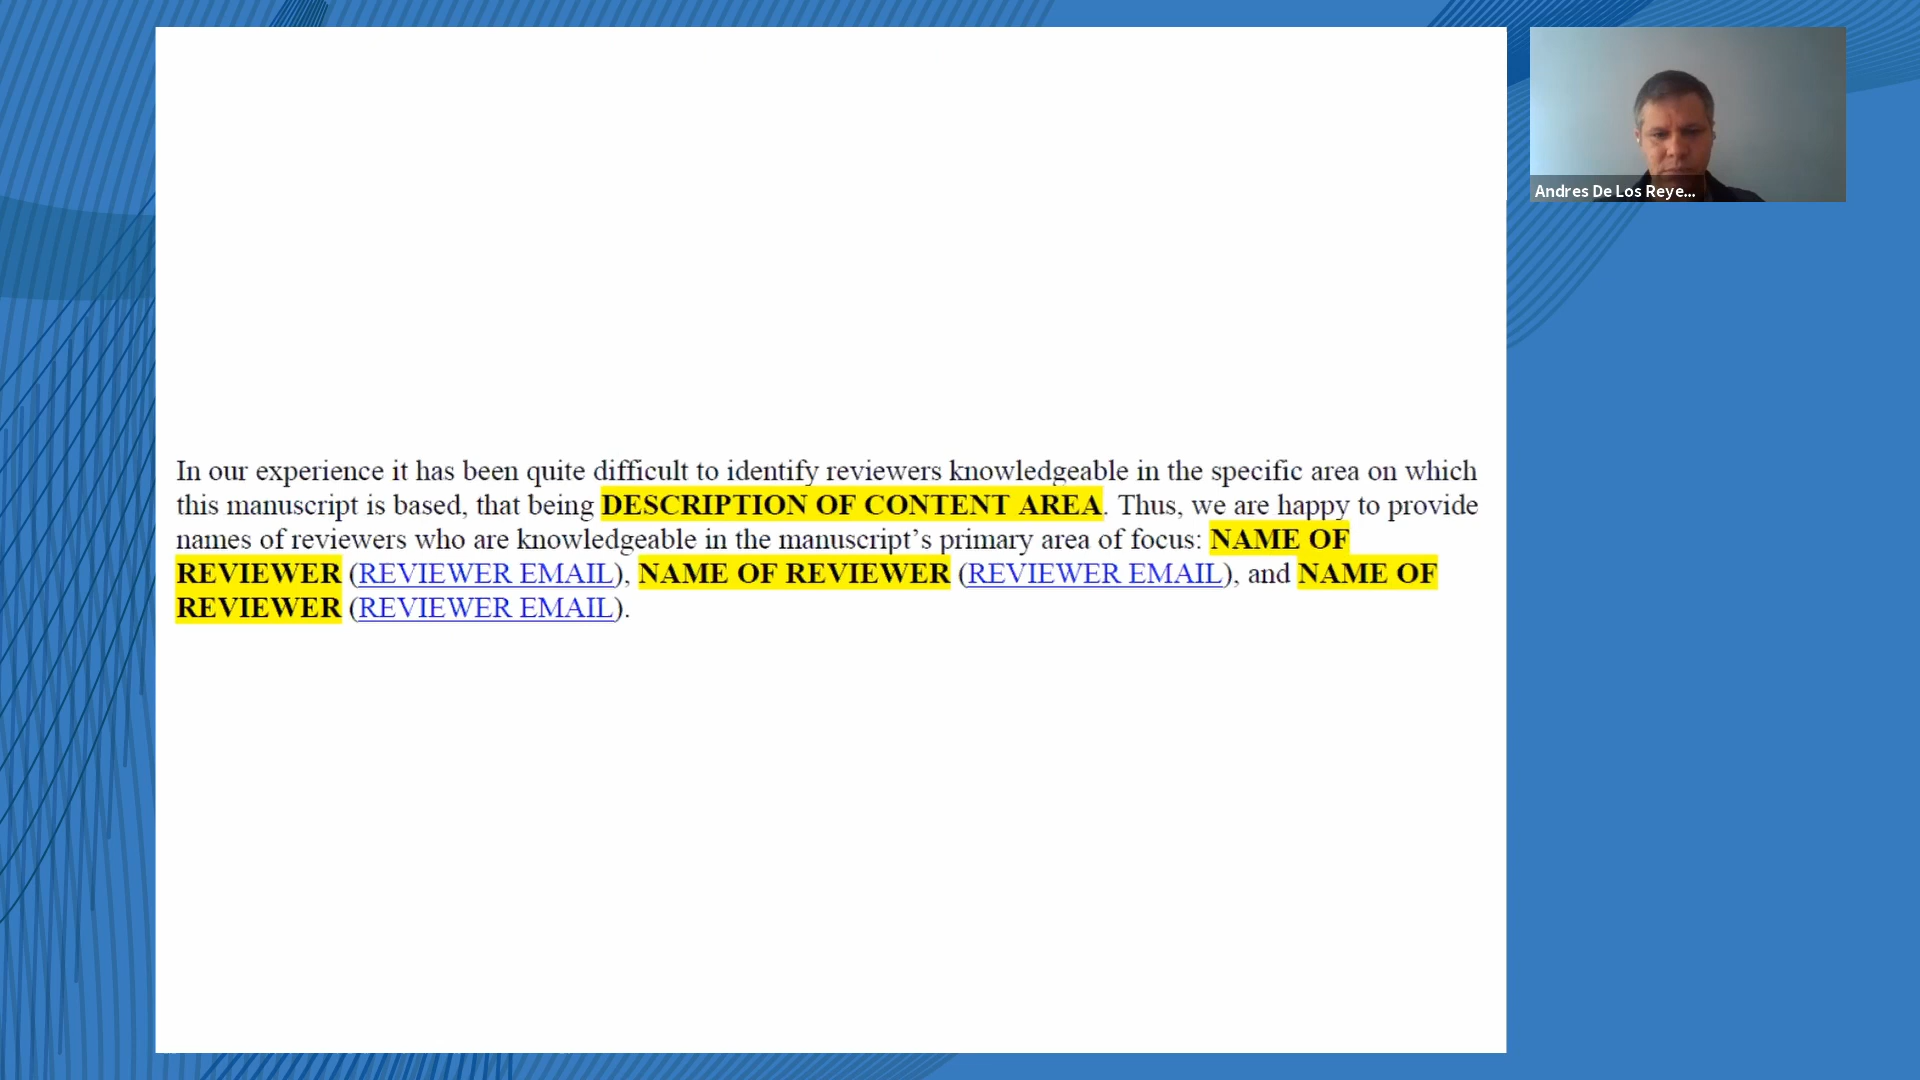 In our experience it has been quite difficult to identify reviewers knowledgeable in the specific area on which
this manuscript is based, that being DESCRIPTION OF CONTENT AREA. Thus, we are happy to provide
names of reviewers who are knowledgeable in the manuscript’s primary area of focus: NAME OF
REVIEWER (REVIEWER EMAIL), NAME OF REVIEWER (REVIEWER EMAIL), and NAME OF
REVIEWER (REVIEWER EMAIL).
Andres De Los Reye...